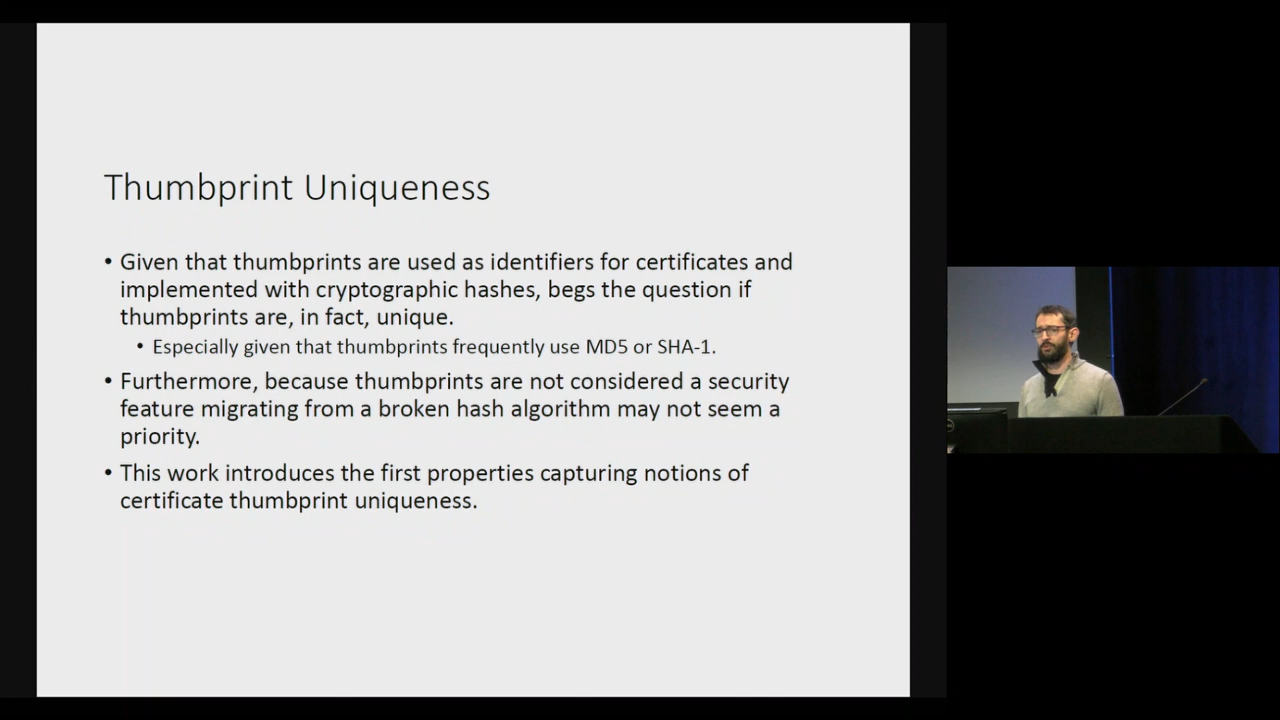 Thumbprint Uniqueness
• Given that thumbprints are used as identifiers for certificates and
implemented with cryptographic hashes, begs the question if
thumbprints are, in fact, unique.
• Especially given that thumbprints frequently use MD5 or SHA-1.
• Furthermore, because thumbprints are not considered a security
feature migrating from a broken hash algorithm may not seem a
priority.
• This work introduces the first properties capturing notions of
certificate thumbprint uniqueness.